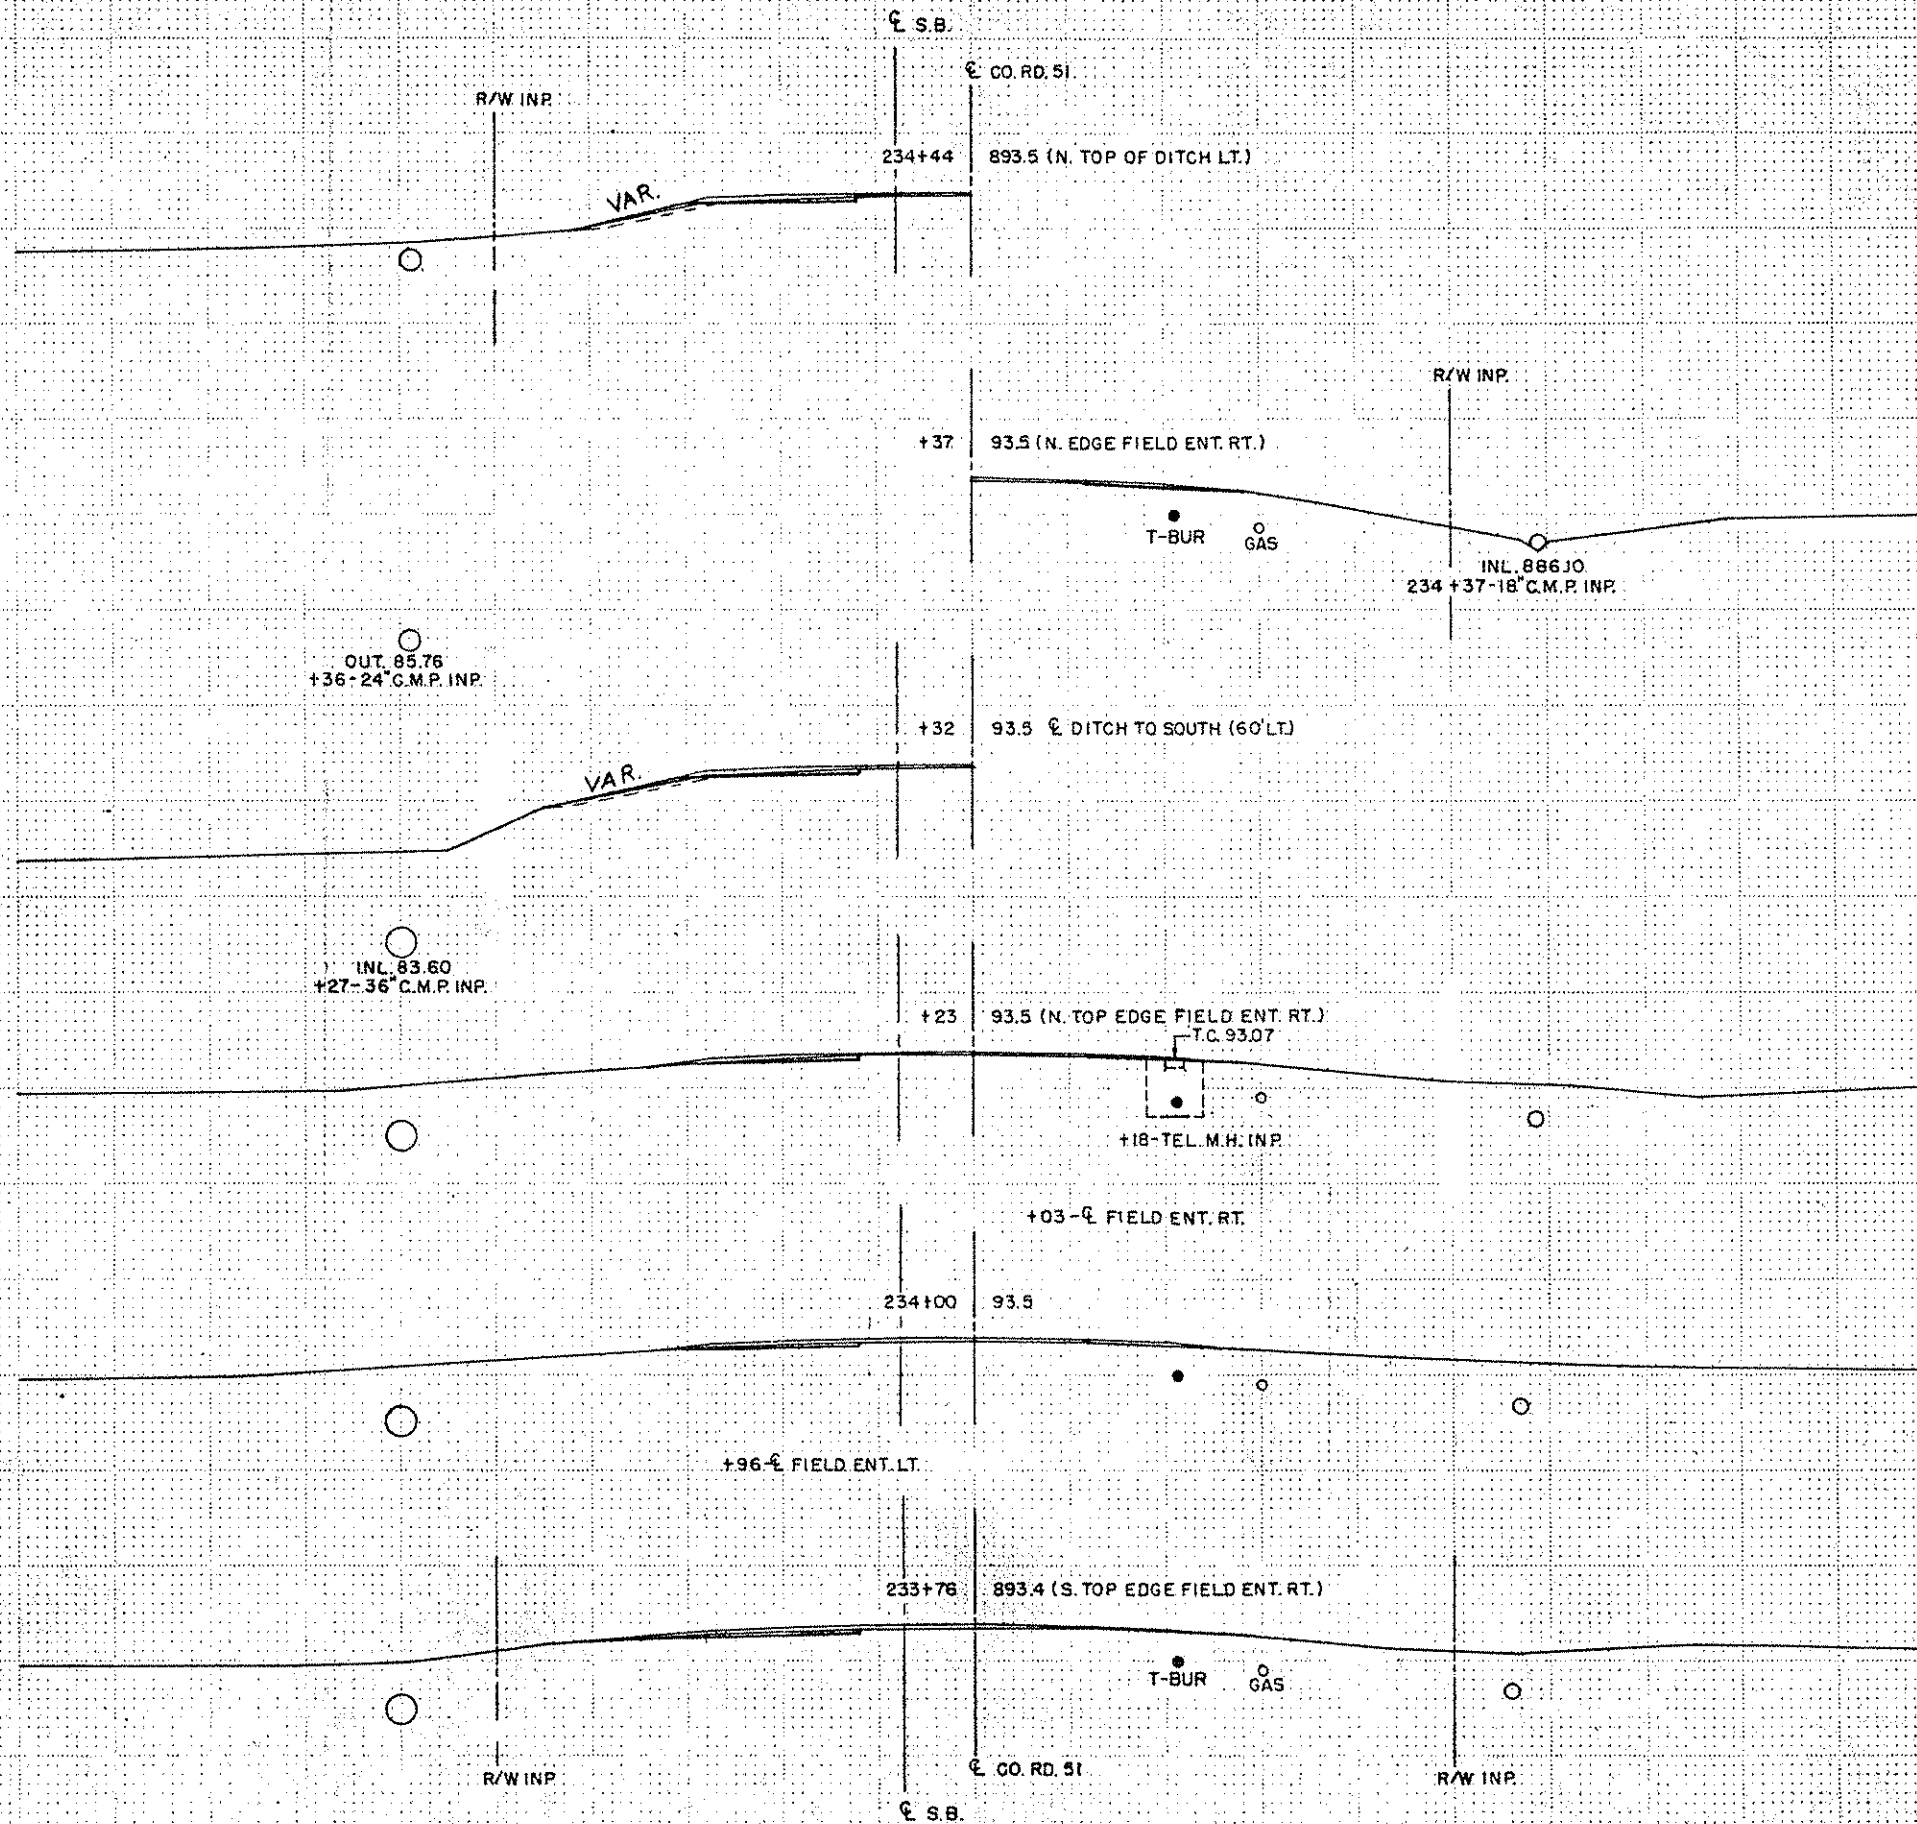 ℄ S.B.
℄ CO. RD. 51
R/W INP.
234+44 893.5 (N. TOP OF DITCH LT.)
VAR.
R/W INP.
+37 93.5 (N. EDGE FIELD ENT. RT.)
T-BUR GAS
INL. 886.10
234+37-18" C.M.P. INP.
OUT. 85.76
+36-24" C.M.P. INP.
+32 93.5 ℄ DITCH TO SOUTH (60' LT.)
VAR.
INL. 83.60
+27-36" C.M.P. INP.
+23 93.5 (N. TOP EDGE FIELD ENT. RT.)
T.C. 93.07
+18-TEL. M.H. INP.
+03-℄ FIELD ENT. RT.
234+00 93.5
+96-℄ FIELD ENT. LT.
233+76 893.4 (S. TOP EDGE FIELD ENT. RT.)
T-BUR GAS
R/W INP.
℄ CO. RD. 51
R/W INP.
℄ S.B.